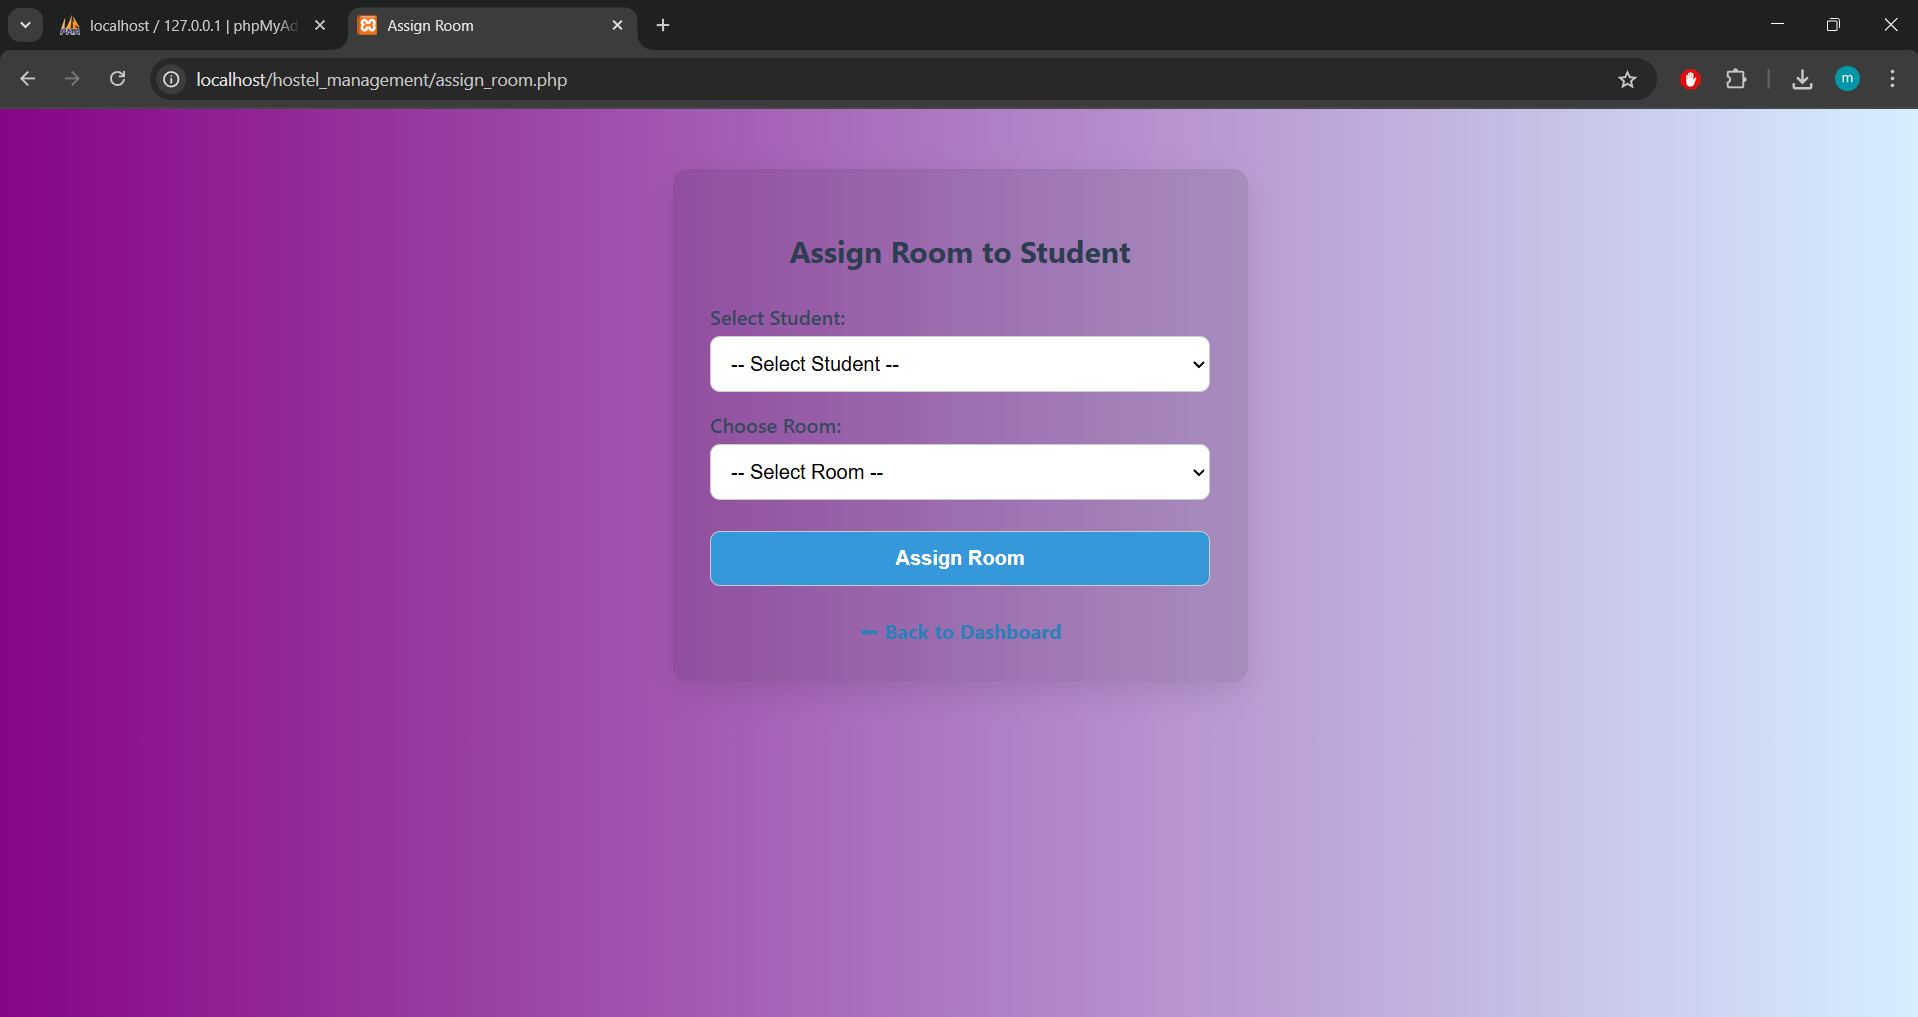 localhost / 127.0.0.1 | phpMyAd
Assign Room
localhost/hostel_management/assign_room.php
m
Assign Room to Student
Select Student:
-- Select Student --
Choose Room:
-- Select Room --
Assign Room
← Back to Dashboard